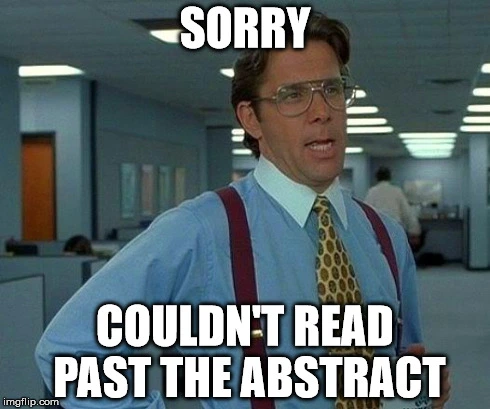 SORRY
COULDN'T READ
PAST THE ABSTRACT
imgflip.com